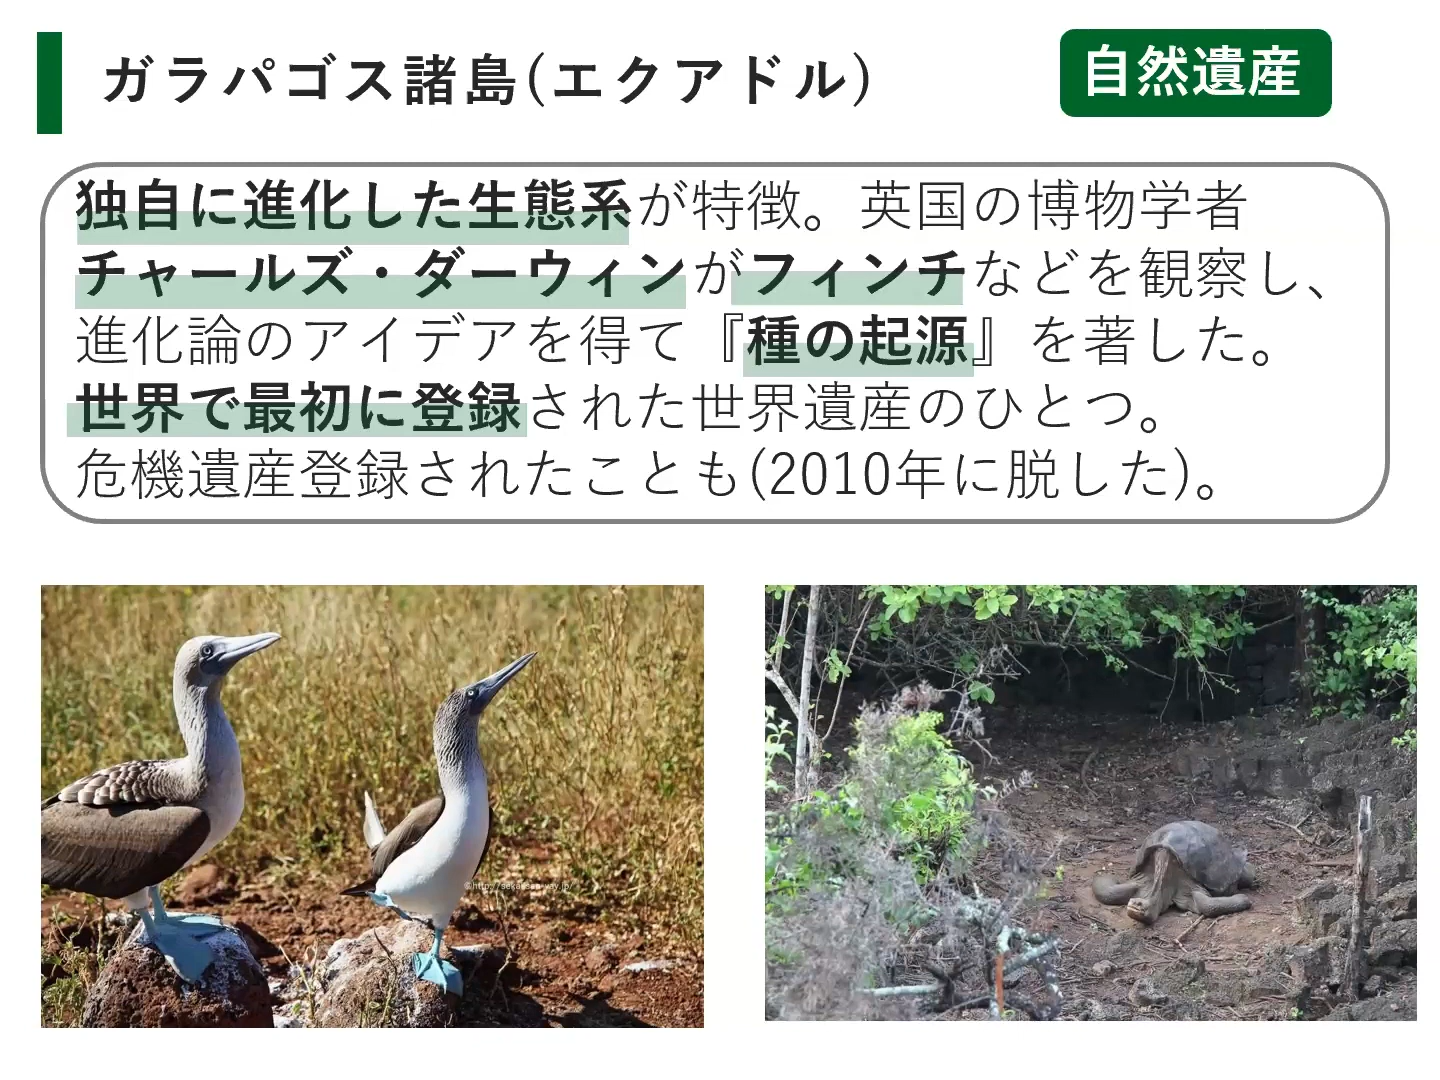 ガラパゴス諸島(エクアドル)
自然遺産
独自に進化した生態系が特徴。英国の博物学者
チャールズ・ダーウィンがフィンチなどを観察し、
進化論のアイデアを得て『種の起源』を著した。
世界で最初に登録された世界遺産のひとつ。
危機遺産登録されたことも(2010年に脱した)。